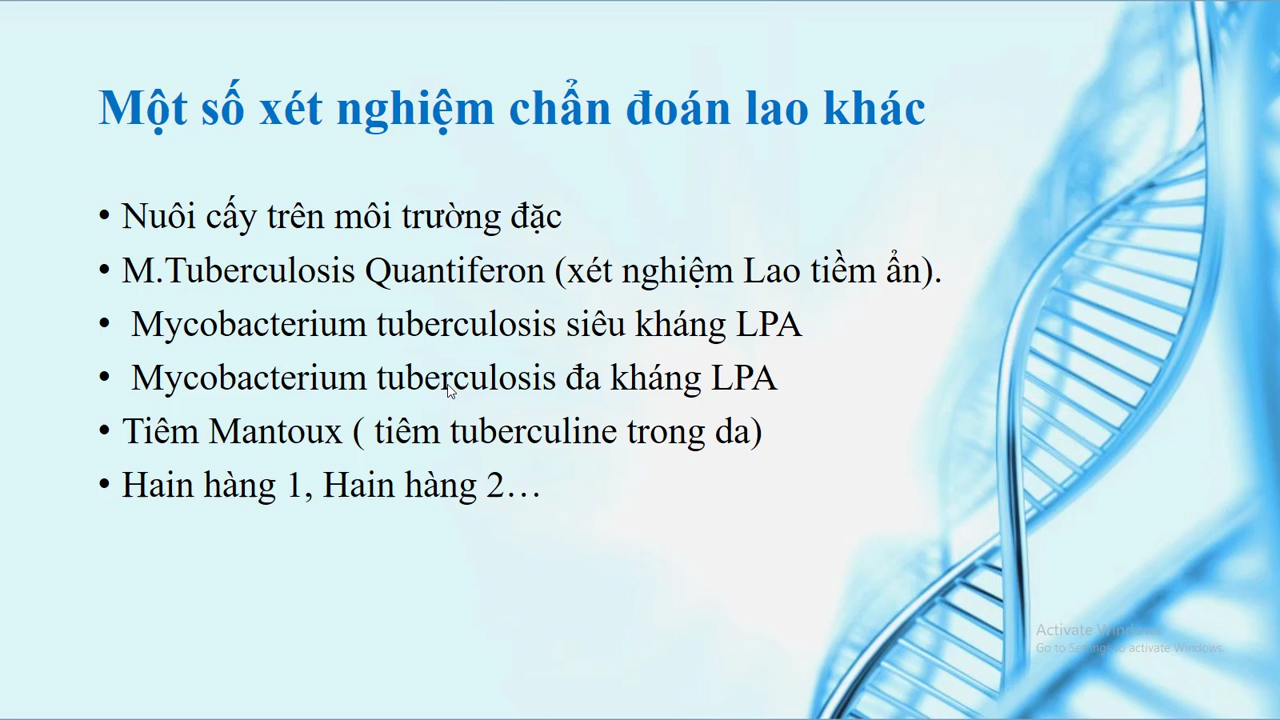 Một số xét nghiệm chẩn đoán lao khác
• Nuôi cấy trên môi trường đặc
• M.Tuberculosis Quantiferon (xét nghiệm Lao tiềm ẩn).
• Mycobacterium tuberculosis siêu kháng LPA
• Mycobacterium tuberculosis đa kháng LPA
• Tiêm Mantoux ( tiêm tuberculine trong da)
• Hain hàng 1, Hain hàng 2…
Activate Windows
Go to Settings to activate Windows.